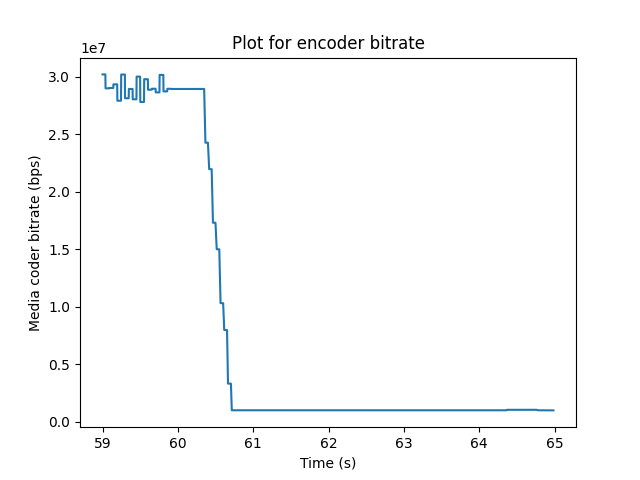 Plot for encoder bitrate
1e7
3.0
2.5
2.0
1.5
1.0
0.5
0.0
Media coder bitrate (bps)
59 60 61 62 63 64 65
Time (s)